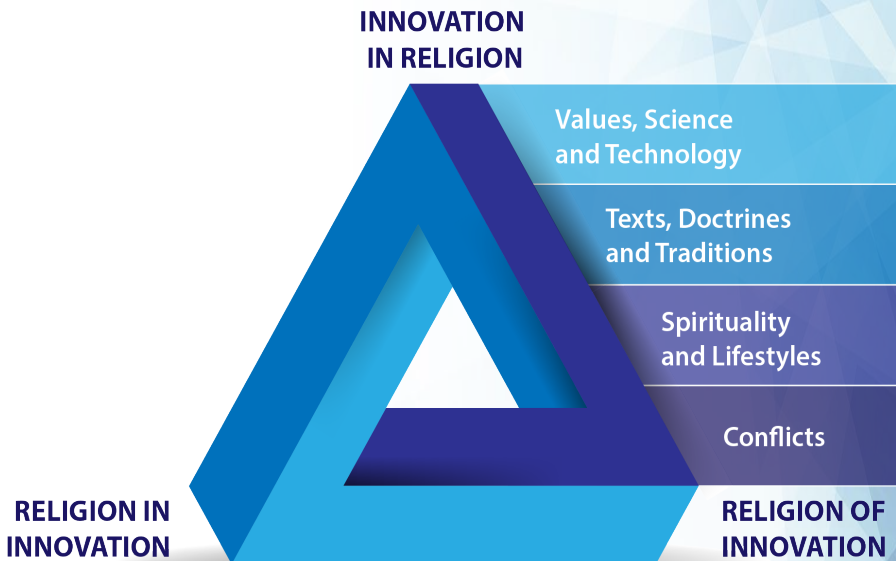 INNOVATION
IN RELIGION
Values, Science
and Technology
Texts, Doctrines
and Traditions
Spirituality
and Lifestyles
Conflicts
RELIGION IN
INNOVATION
RELIGION OF
INNOVATION